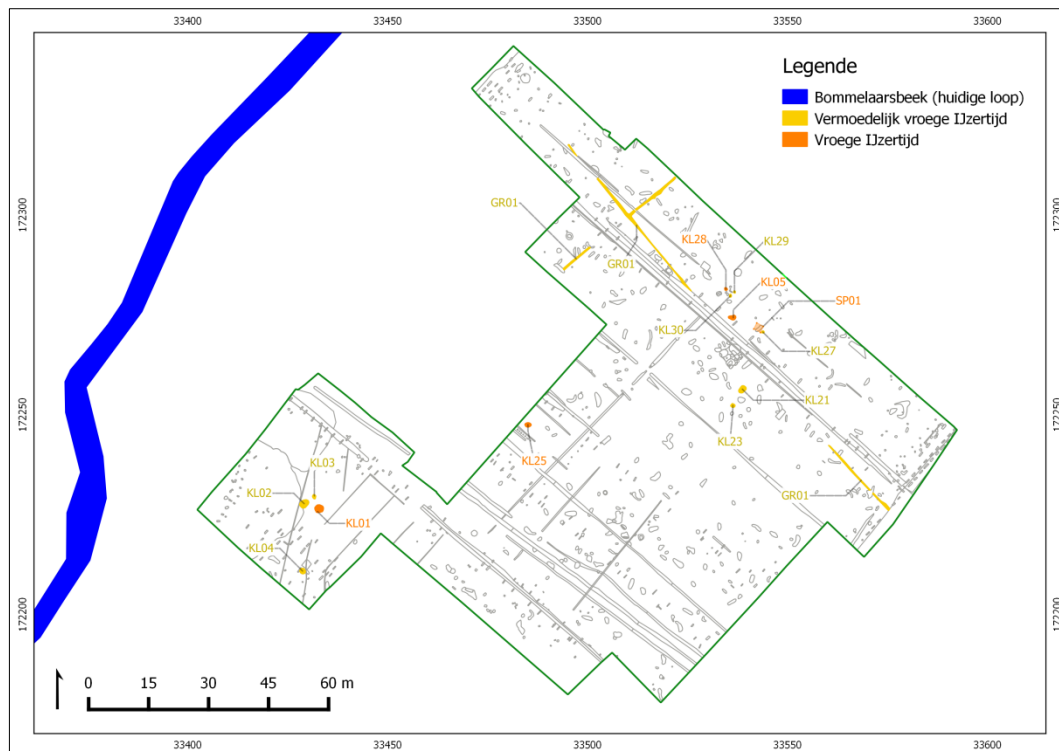 33400 33450 33500 33550 33600
Legende
Bommelaarsbeek (huidige loop)
Vermoedelijk vroege IJzertijd
Vroege IJzertijd
172300
172300
GR01
KL28
KL29
GR01
KL05
SP01
KL30
KL27
KL21
172250
172250
KL23
KL25
KL03
KL02
GR01
KL01
KL04
172200
172200
0 15 30 45 60 m
33400 33450 33500 33550 33600